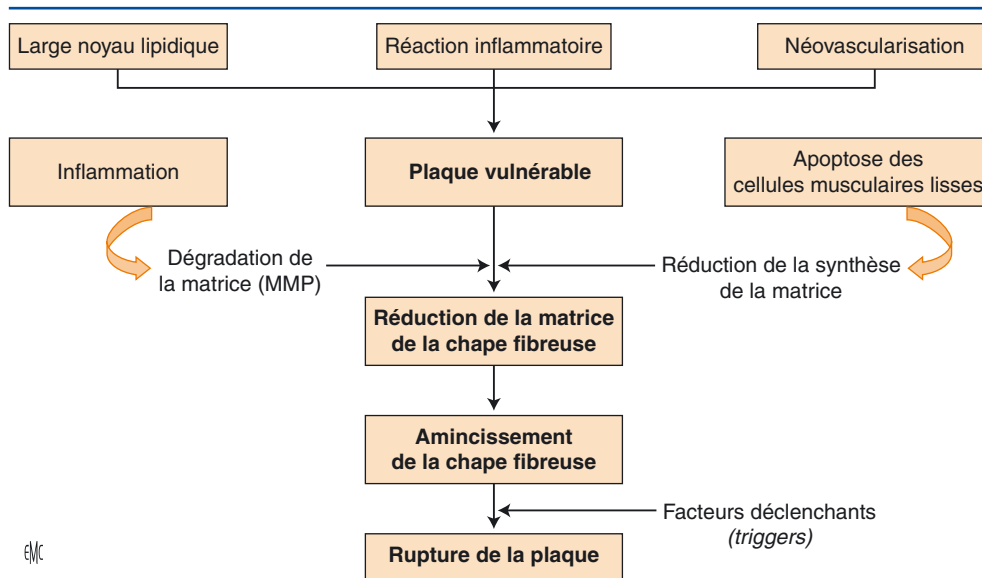 Large noyau lipidique
Réaction inflammatoire
Néovascularisation
Inflammation
Plaque vulnérable
Apoptose des
cellules musculaires lisses
Dégradation de
la matrice (MMP)
Réduction de la synthèse
de la matrice
Réduction de la matrice
de la chape fibreuse
Amincissement
de la chape fibreuse
Facteurs déclenchants
(triggers)
Rupture de la plaque
EMC